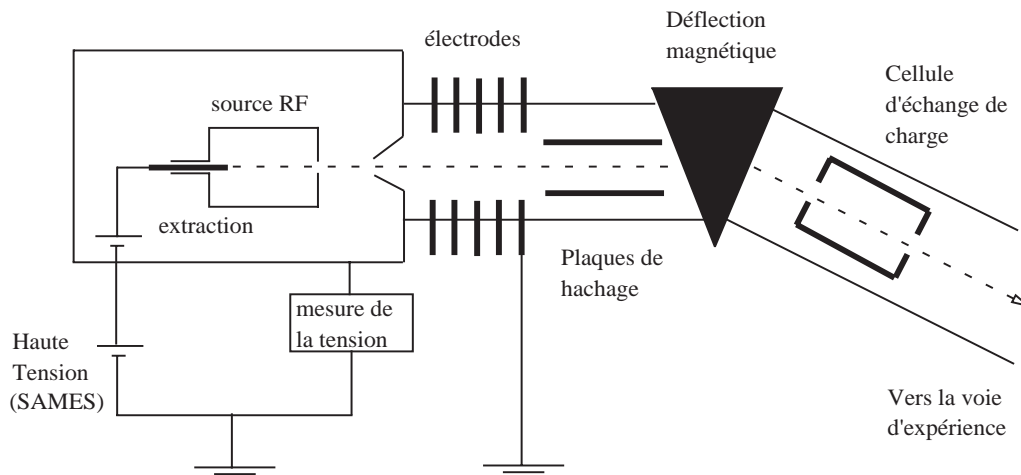 Déflection
magnétique
électrodes
Cellule
d'échange de
charge
source RF
extraction
Plaques de
hachage
mesure de
la tension
Haute
Tension
(SAMES)
Vers la voie
d'expérience